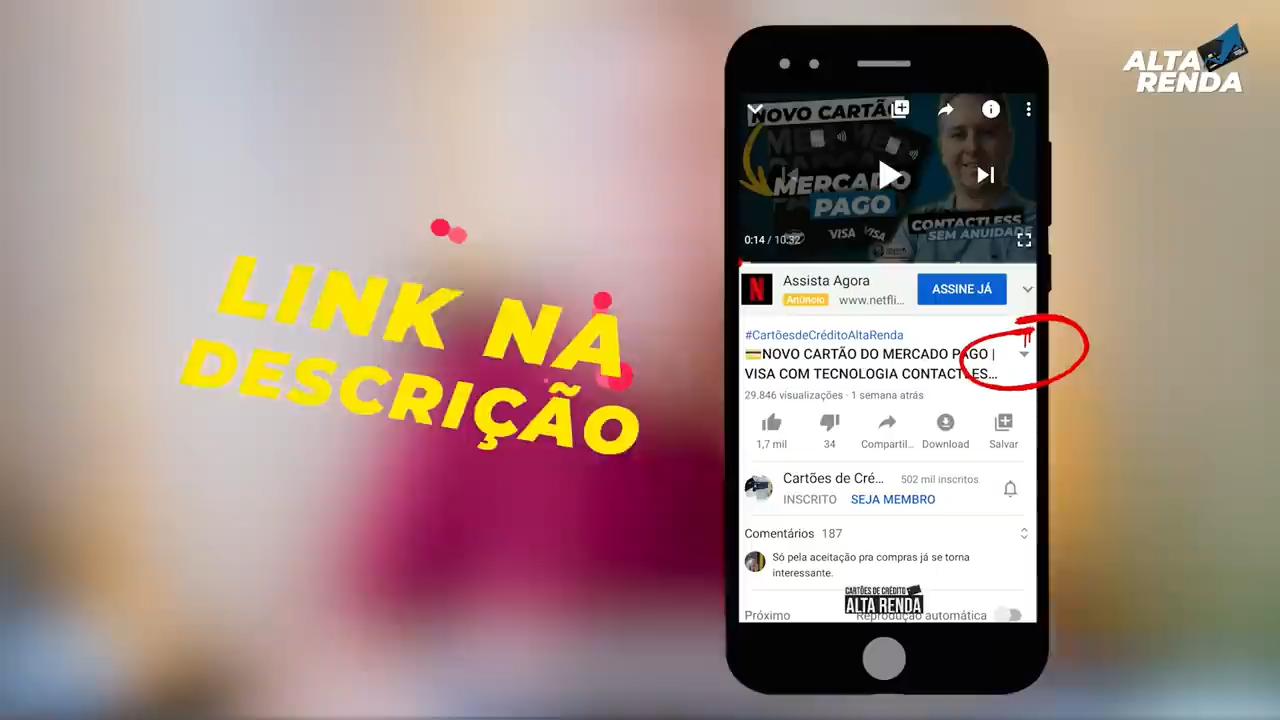 ALTA
RENDA
LINK NA
DESCRIÇÃO
NOVO CARTÃO
MERCADO
PAGO
VISA VISA
CONTACTLESS
SEM ANUIDADE
0:14 / 10:32
Assista Agora
Anúncio www.netfli...
ASSINE JÁ
#CartõesdeCréditoAltaRenda
NOVO CARTÃO DO MERCADO PAGO |
VISA COM TECNOLOGIA CONTACTLES...
29.846 visualizações · 1 semana atrás
1,7 mil 34 Compartil... Download Salvar
Cartões de Cré... 502 mil inscritos
INSCRITO SEJA MEMBRO
Comentários 187
Só pela aceitação pra compras já se torna
interessante.
CARTÕES DE CRÉDITO
ALTA RENDA
Próximo Reprodução automática